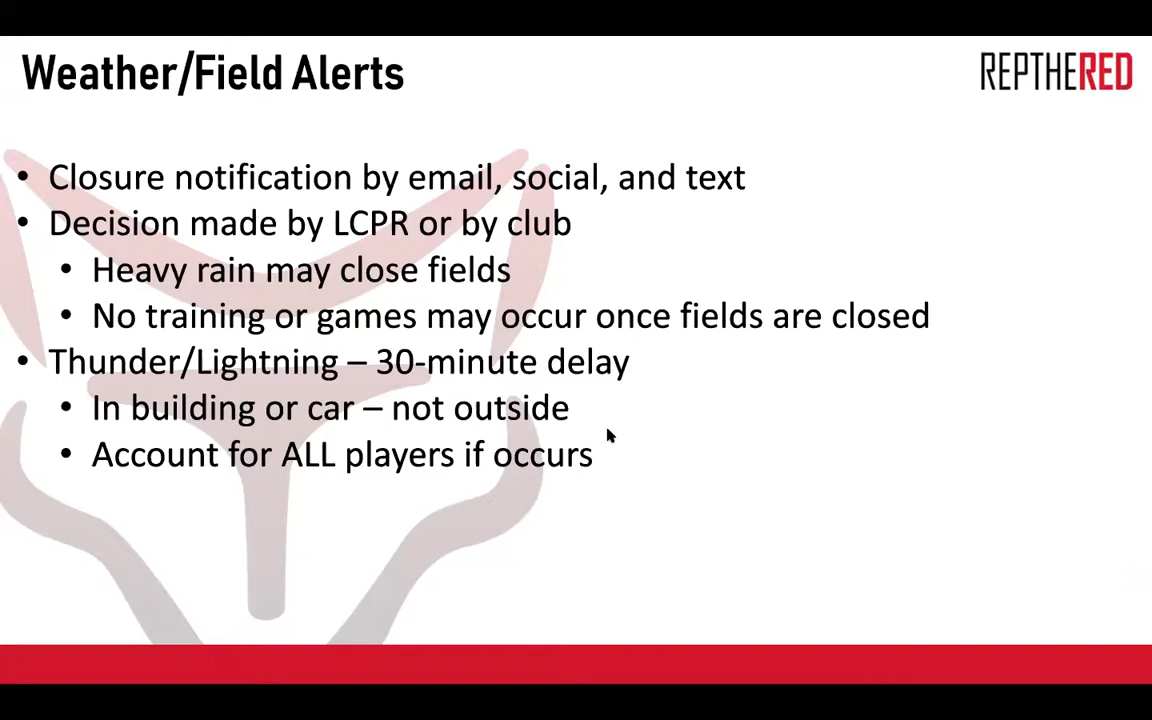 Weather/Field Alerts
REPTHERED
• Closure notification by email, social, and text
• Decision made by LCPR or by club
• Heavy rain may close fields
• No training or games may occur once fields are closed
• Thunder/Lightning – 30-minute delay
• In building or car – not outside
• Account for ALL players if occurs